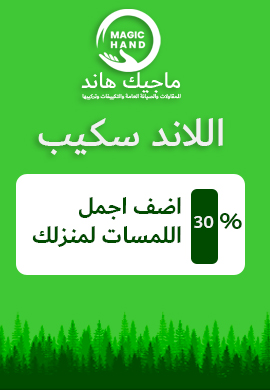 MAGIC
HAND
ماجيك هاند
للمقاولات والصيانة العامة والتكييفات وتركيبها
اللاند سكيب
اضف اجمل
اللمسات لمنزلك
30 %